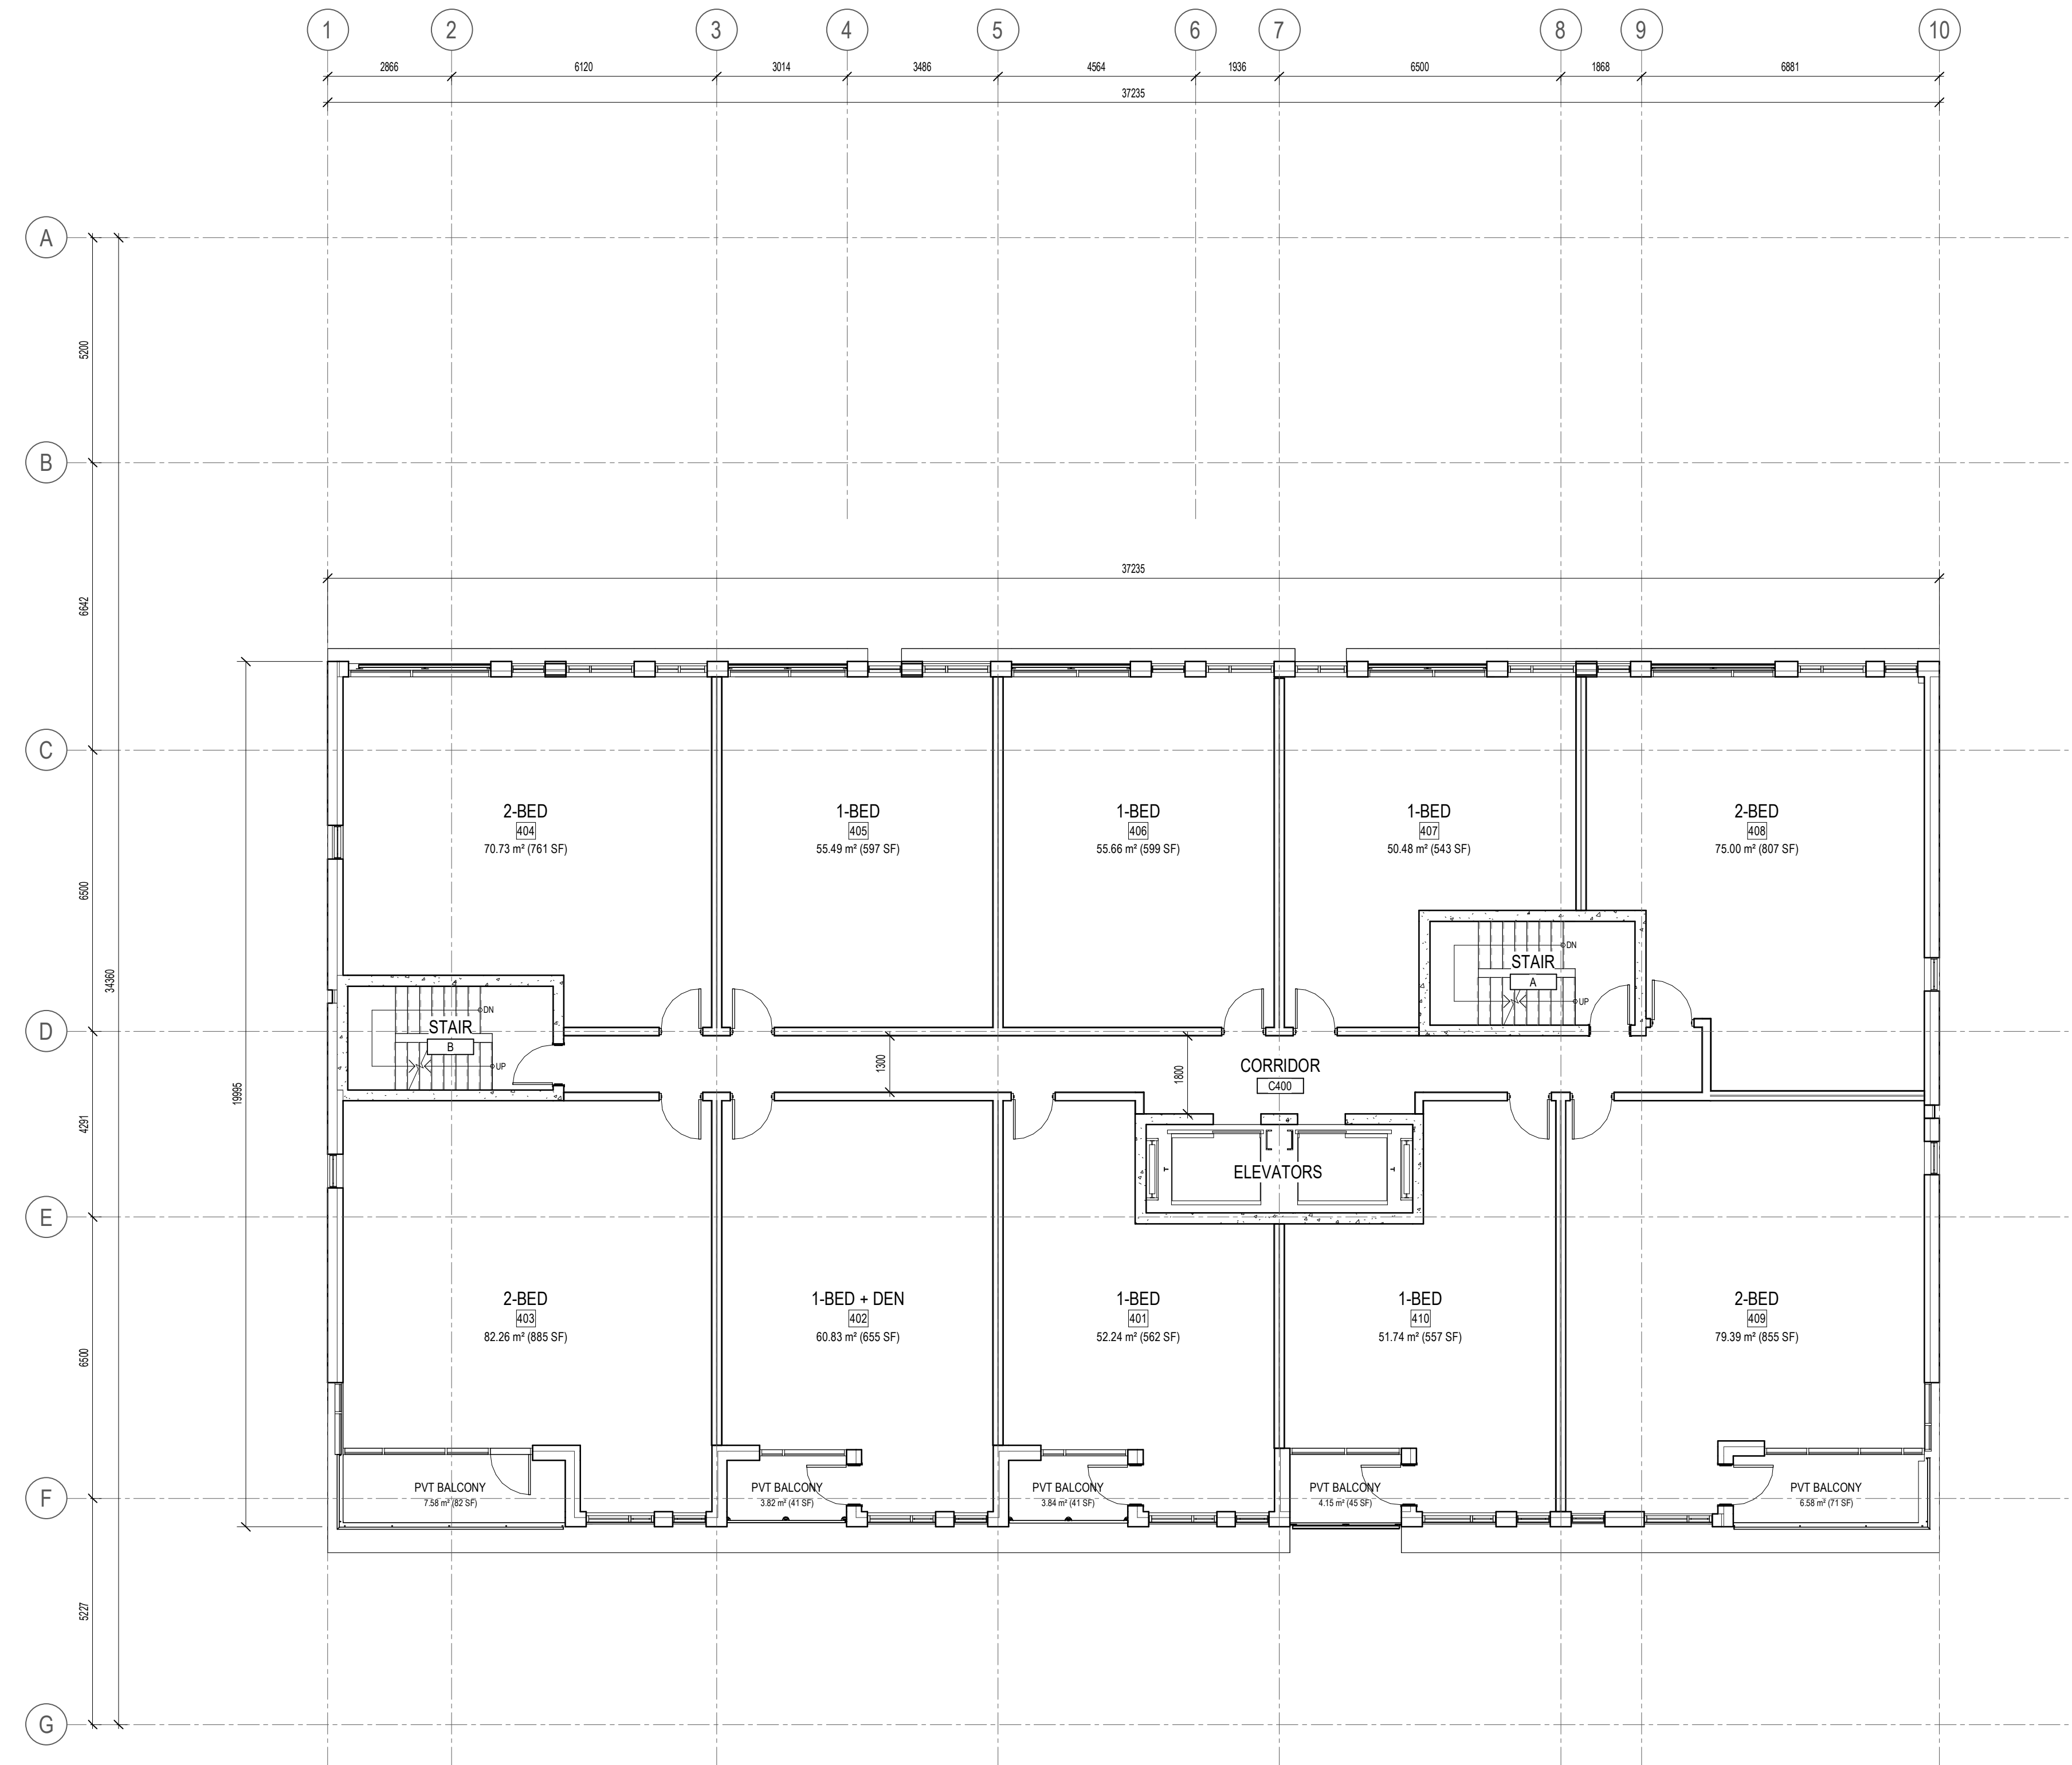 1 2 3 4 5 6 7 8 9 10
2866 6120 3014 3486 4564 1936 6500 1868 6881
37235
A
5200
B
6642
37235
C
6500
2-BED
404
70.73 m² (761 SF)
1-BED
405
55.49 m² (597 SF)
1-BED
406
55.66 m² (599 SF)
1-BED
407
50.48 m² (543 SF)
2-BED
408
75.00 m² (807 SF)
34360
DN
STAIR
A
UP
D
DN
STAIR
B
UP
1300
1800
CORRIDOR
C400
19995
4291
ELEVATORS
E
2-BED
403
82.26 m² (885 SF)
1-BED + DEN
402
60.83 m² (655 SF)
1-BED
401
52.24 m² (562 SF)
1-BED
410
51.74 m² (557 SF)
2-BED
409
79.39 m² (855 SF)
6500
PVT BALCONY
7.58 m² (82 SF)
PVT BALCONY
3.82 m² (41 SF)
PVT BALCONY
3.84 m² (41 SF)
PVT BALCONY
4.15 m² (45 SF)
PVT BALCONY
6.58 m² (71 SF)
F
5227
G